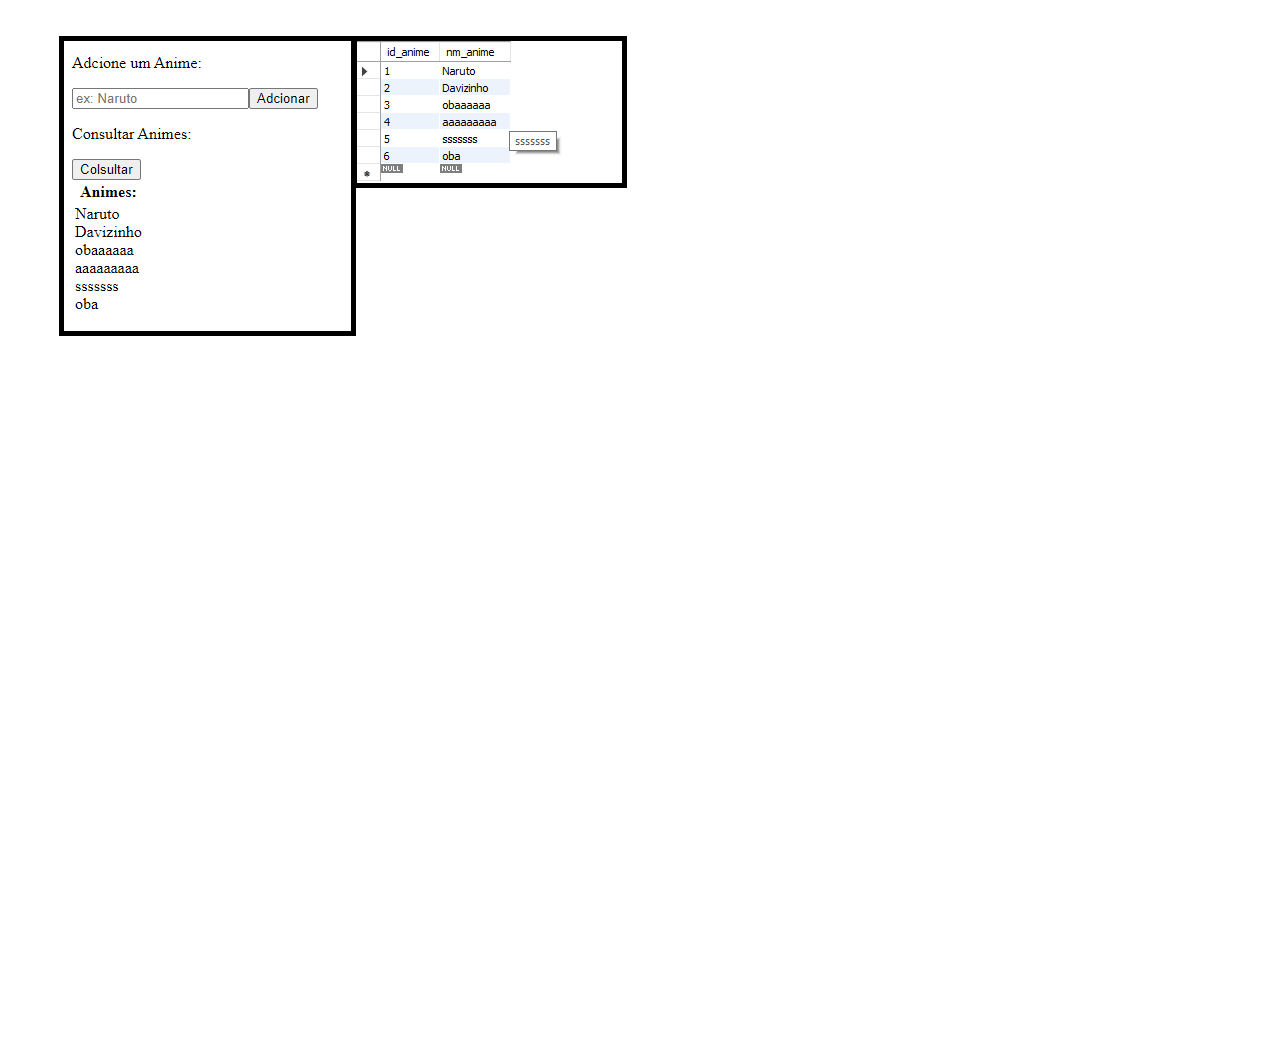 Adcione um Anime:
ex: Naruto Adcionar
Consultar Animes:
Colsultar
Animes:
Naruto
Davizinho
obaaaaaa
aaaaaaaaa
sssssss
oba
id_anime nm_anime
1 Naruto
2 Davizinho
3 obaaaaaa
4 aaaaaaaaa
5 sssssss
sssssss
6 oba
NULL NULL